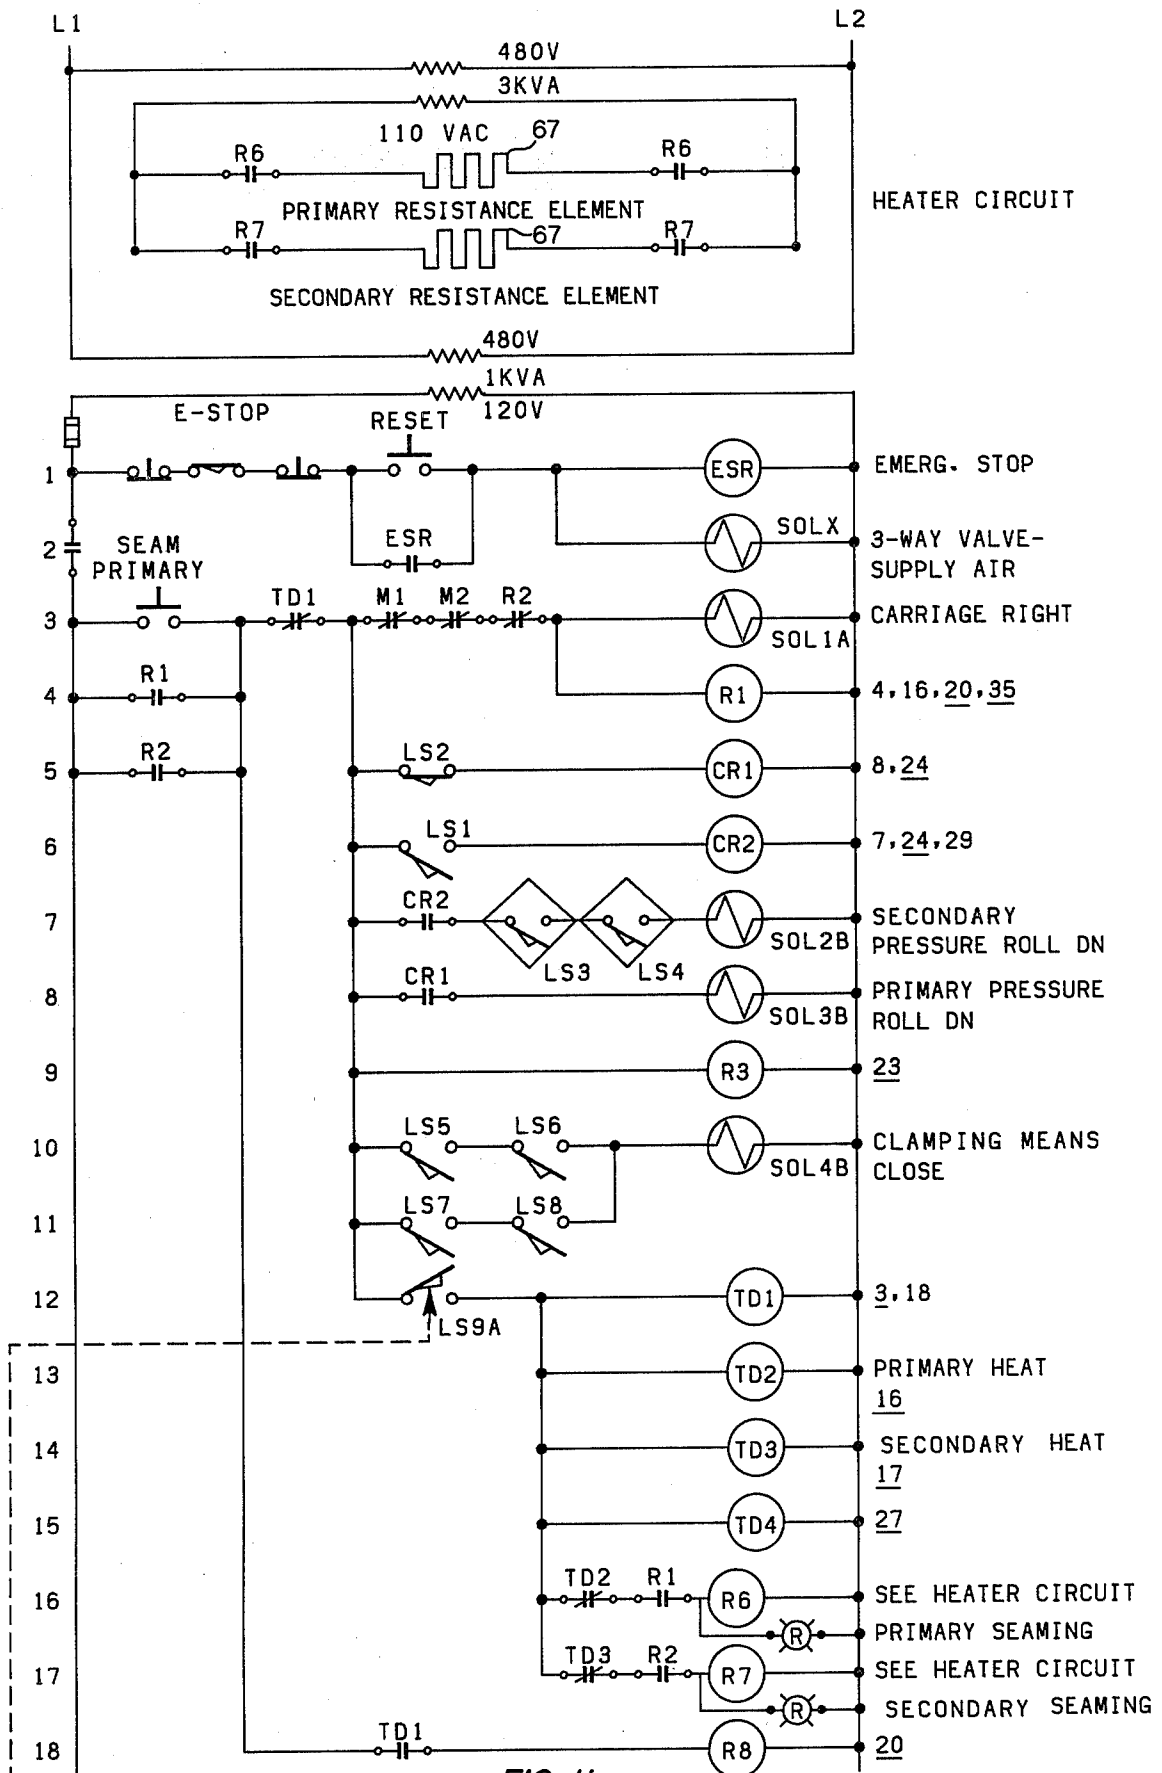 L1 L2
480V
3KVA
110 VAC 67
R6 R6
HEATER CIRCUIT
PRIMARY RESISTANCE ELEMENT
R7 67 R7
SECONDARY RESISTANCE ELEMENT
480V
1KVA
E-STOP 120V
RESET
1 ESR EMERG. STOP
SOLX
2 SEAM ESR 3-WAY VALVE-
PRIMARY SUPPLY AIR
TD1 M1 M2 R2
3 CARRIAGE RIGHT
SOL1A
R1
4 R1 4,16,20,35
R2 LS2
5 CR1 8,24
LS1
6 CR2 7,24,29
CR2
7 SECONDARY
SOL2B PRESSURE ROLL DN
LS3 LS4
CR1
8 PRIMARY PRESSURE
SOL3B ROLL DN
9 R3 23
LS5 LS6
10 CLAMPING MEANS
SOL4B CLOSE
LS7 LS8
11
12 TD1 3,18
LS9A
13 TD2 PRIMARY HEAT
16
14 TD3 SECONDARY HEAT
17
15 TD4 27
TD2 R1
16 R6 SEE HEATER CIRCUIT
R PRIMARY SEAMING
TD3 R2
17 R7 SEE HEATER CIRCUIT
R SECONDARY SEAMING
TD1
18 R8 20